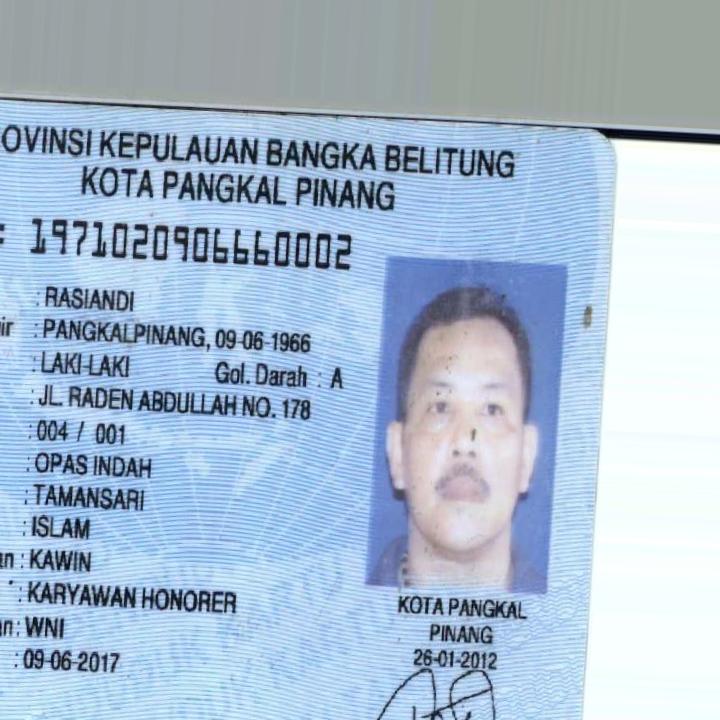 OVINSI KEPULAUAN BANGKA BELITUNG
KOTA PANGKAL PINANG
: 1971020906660002
: RASIANDI
ir : PANGKALPINANG, 09-06-1966
: LAKI-LAKI Gol. Darah : A
: JL. RADEN ABDULLAH NO. 178
: 004 / 001
: OPAS INDAH
: TAMANSARI
: ISLAM
an : KAWIN
: KARYAWAN HONORER
an : WNI
: 09-06-2017
KOTA PANGKAL
PINANG
26-01-2012